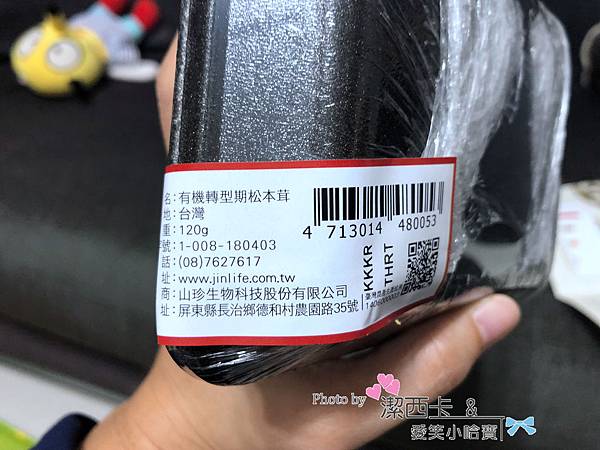 名:有機轉型期松本茸
地:台灣
重:120g
號:1-008-180403
話:(08)7627617
www.jinlife.com.tw
商:山珍生物科技股份有限公司
址:屏東縣長治鄉德和村農園路35號
4 713014 480053
KKKR
THRT
Photo by 潔西卡 &
愛笑小哈寶